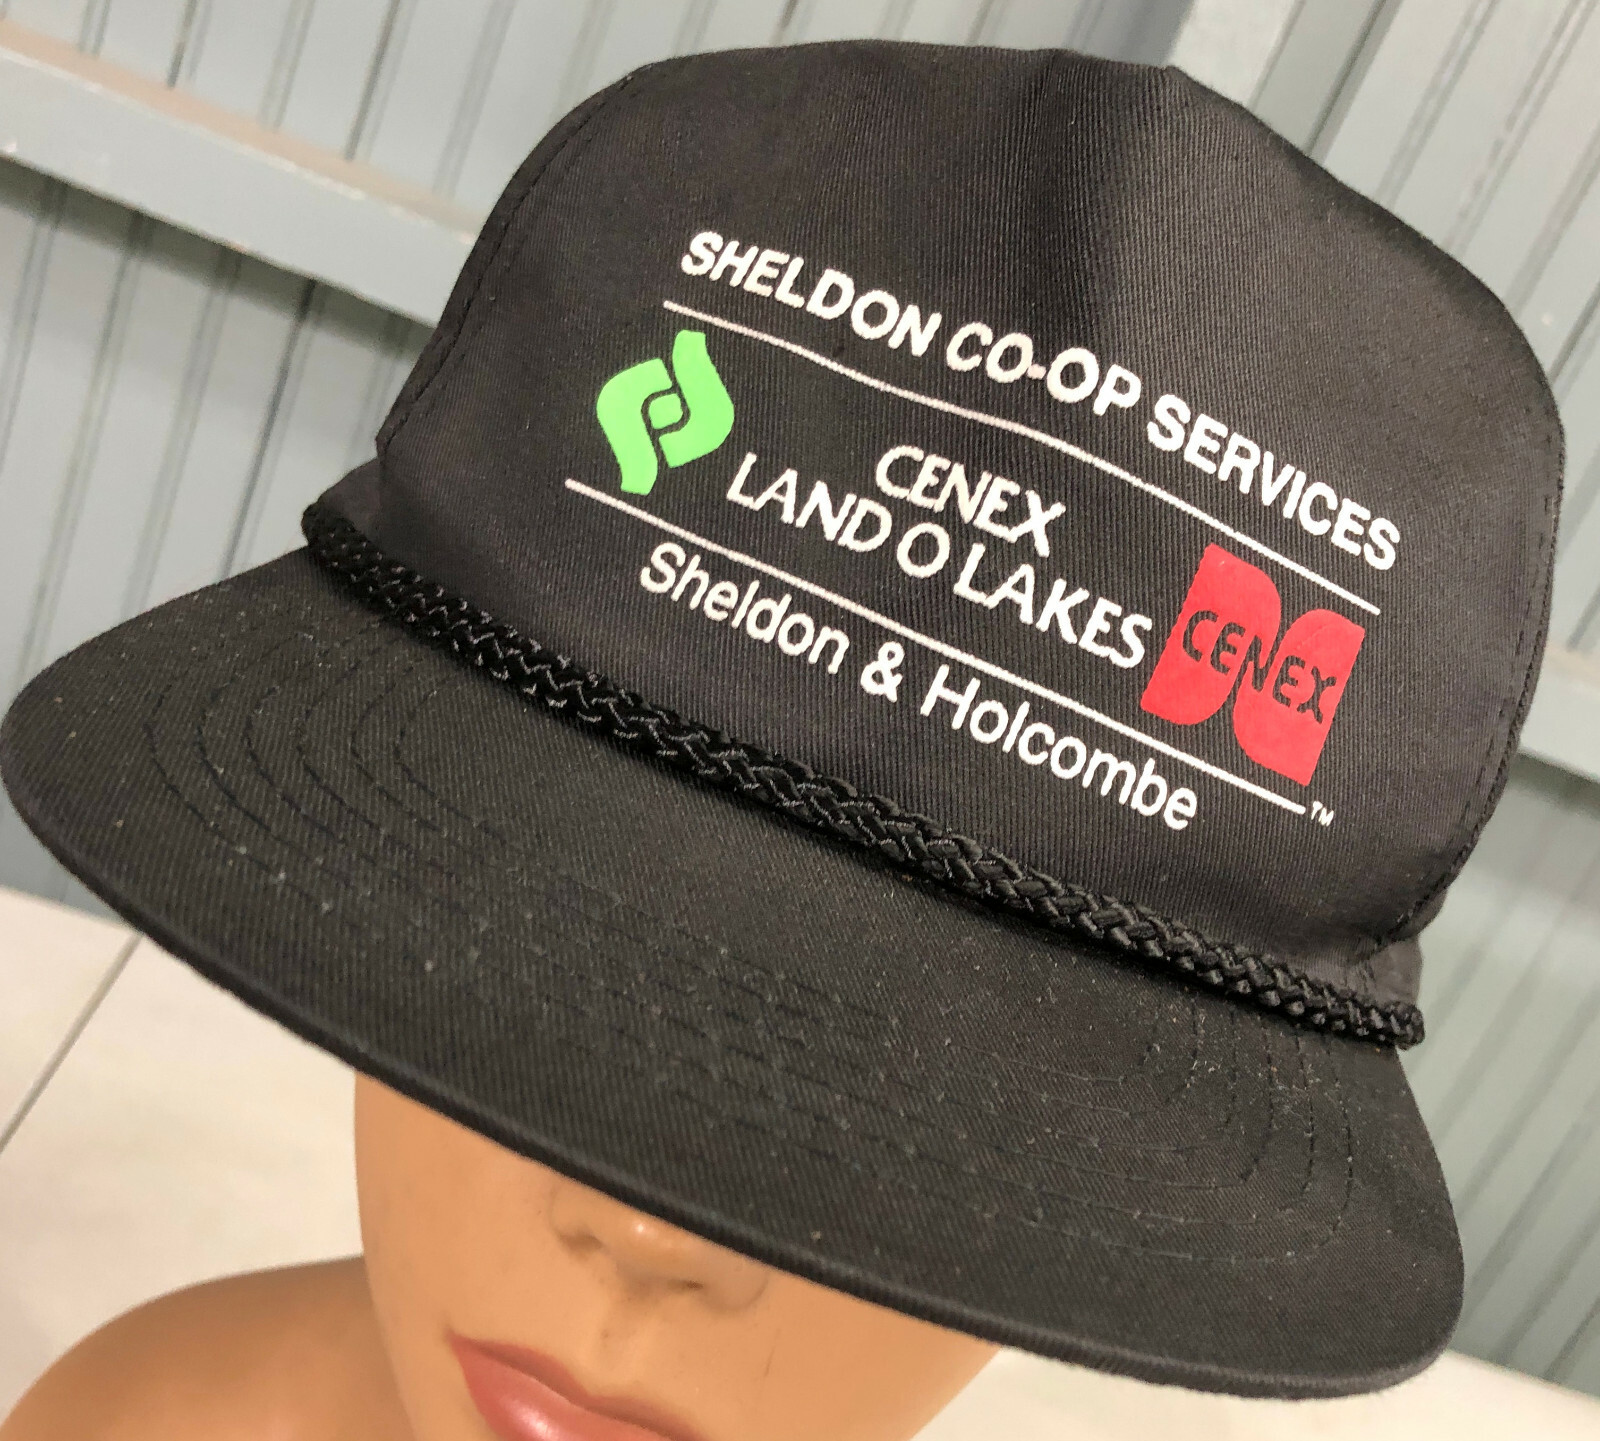 SHELDON CO-OP SERVICES
CENEX
LAND O LAKES
CENEX
Sheldon & Holcombe
TM